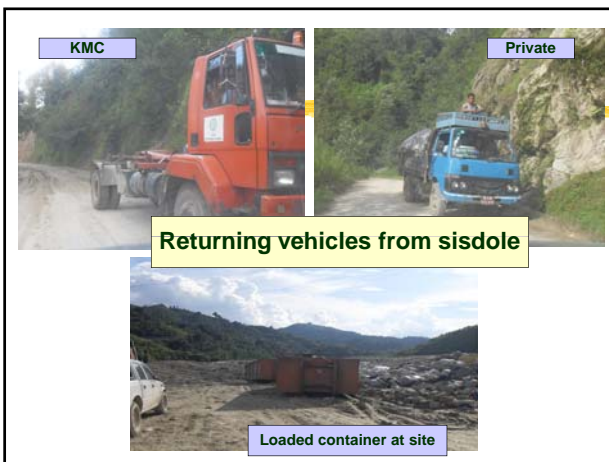 KMC
Private
Returning vehicles from sisdole
Loaded container at site